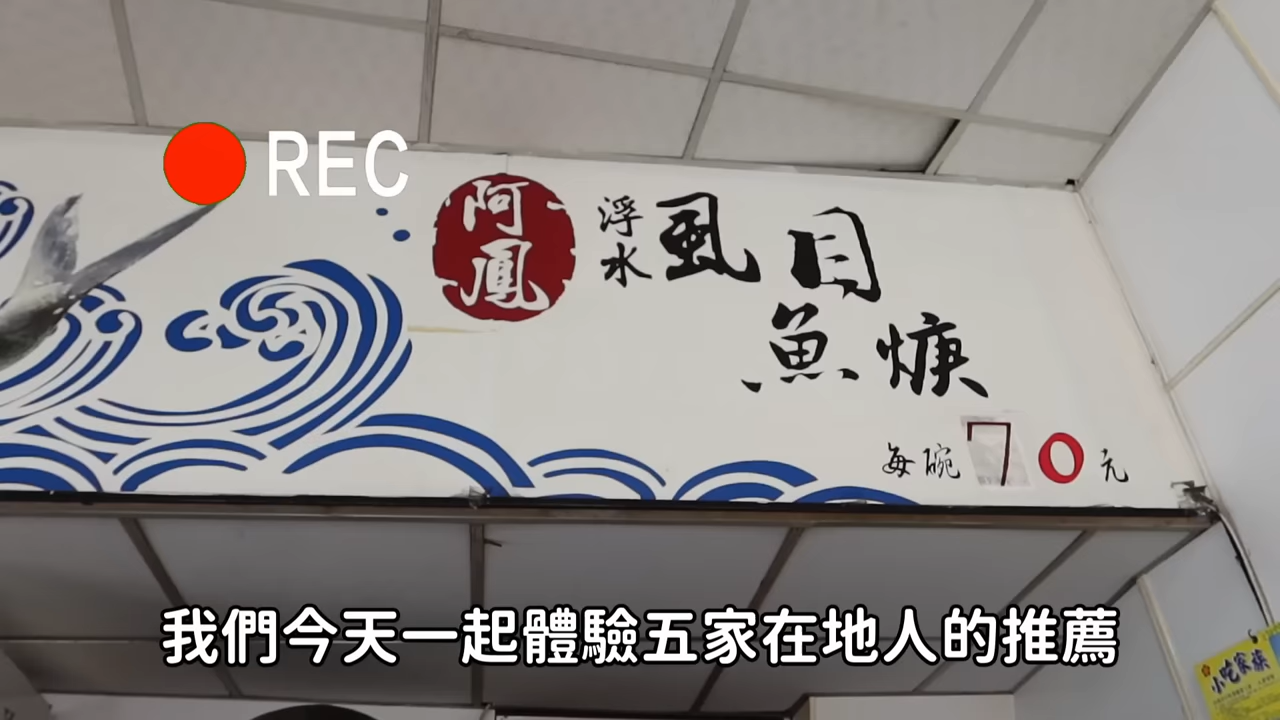 REC
阿鳳
浮水
虱目
魚焿
每碗70元
我們今天一起體驗五家在地人的推薦
小吃家族